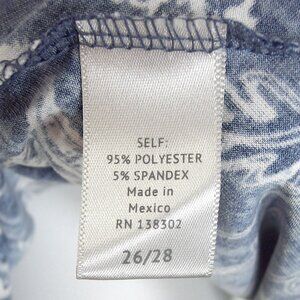 SELF:
95% POLYESTER
5% SPANDEX
Made in
Mexico
RN 138302
26/28